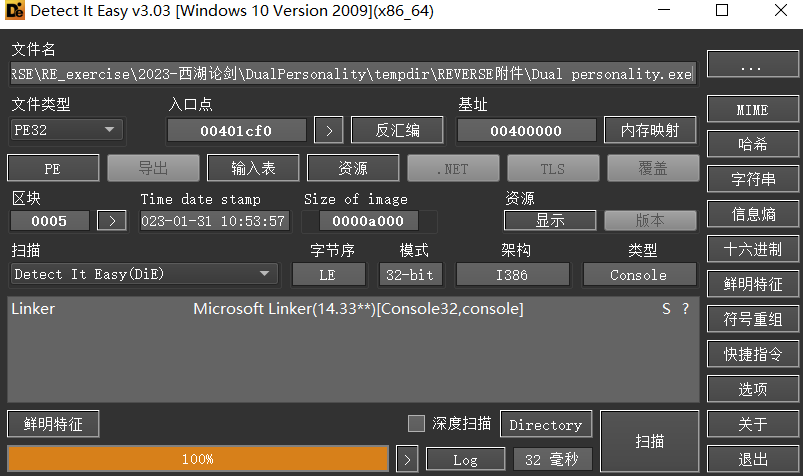 Detect It Easy v3.03 [Windows 10 Version 2009](x86_64)
文件名
RSE\RE_exercise\2023-西湖论剑\DualPersonality\tempdir\REVERSE附件\Dual personality.exe
...
文件类型 入口点 基址
PE32 00401cf0 > 反汇编 00400000 内存映射
MIME
PE 导出 输入表 资源 .NET TLS 覆盖
哈希
字符串
区块 Time date stamp Size of image 资源
0005 > 023-01-31 10:53:57 0000a000 显示 版本
信息熵
扫描 字节序 模式 架构 类型
十六进制
Detect It Easy(DiE) LE 32-bit I386 Console
鲜明特征
Linker Microsoft Linker(14.33**)[Console32,console] S ?
符号重组
快捷指令
选项
鲜明特征 深度扫描 Directory 扫描 关于
100% > Log 32 毫秒 退出